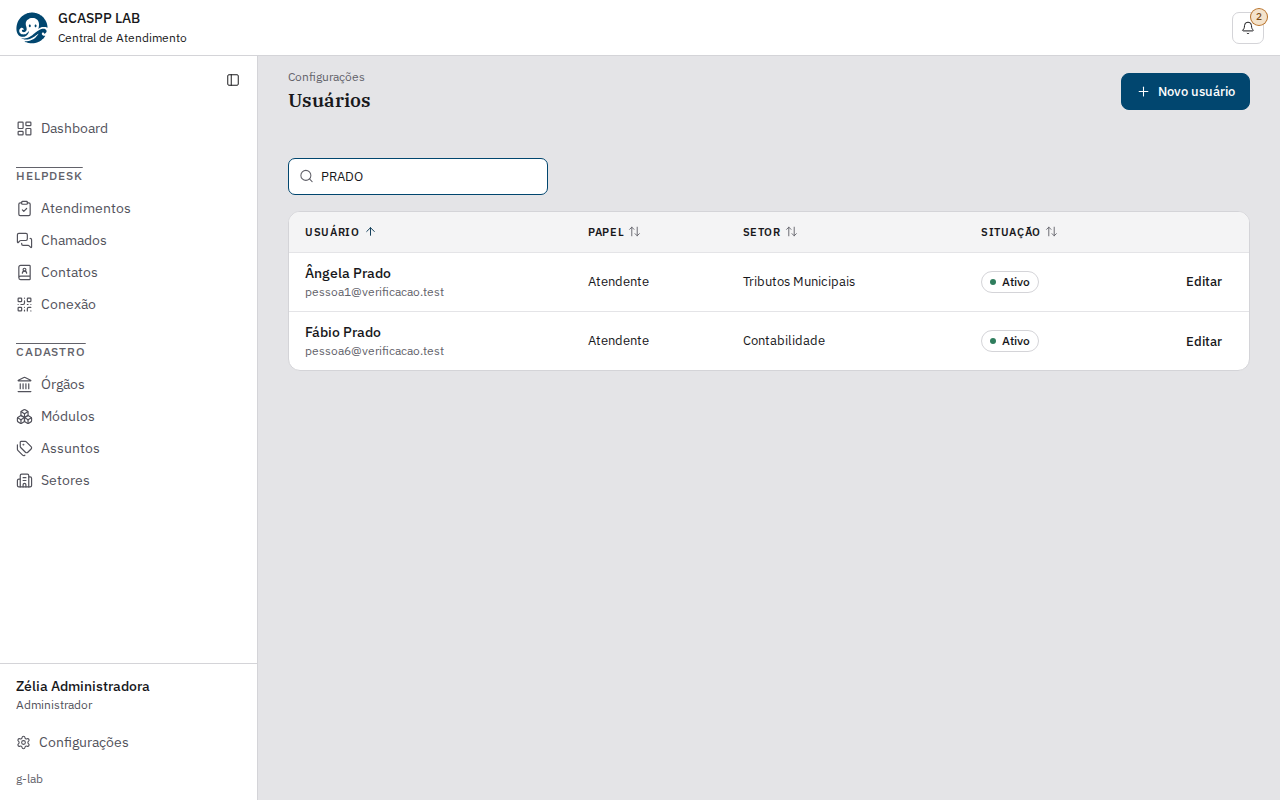 GCASPP LAB
Central de Atendimento
2
Dashboard
HELPDESK
Atendimentos
Chamados
Contatos
Conexão
CADASTRO
Órgãos
Módulos
Assuntos
Setores
Zélia Administradora
Administrador
Configurações
g-lab
Configurações
Usuários
Novo usuário
PRADO
USUÁRIO PAPEL SETOR SITUAÇÃO
Ângela Prado
pessoa1@verificacao.test
Atendente Tributos Municipais Ativo Editar
Fábio Prado
pessoa6@verificacao.test
Atendente Contabilidade Ativo Editar